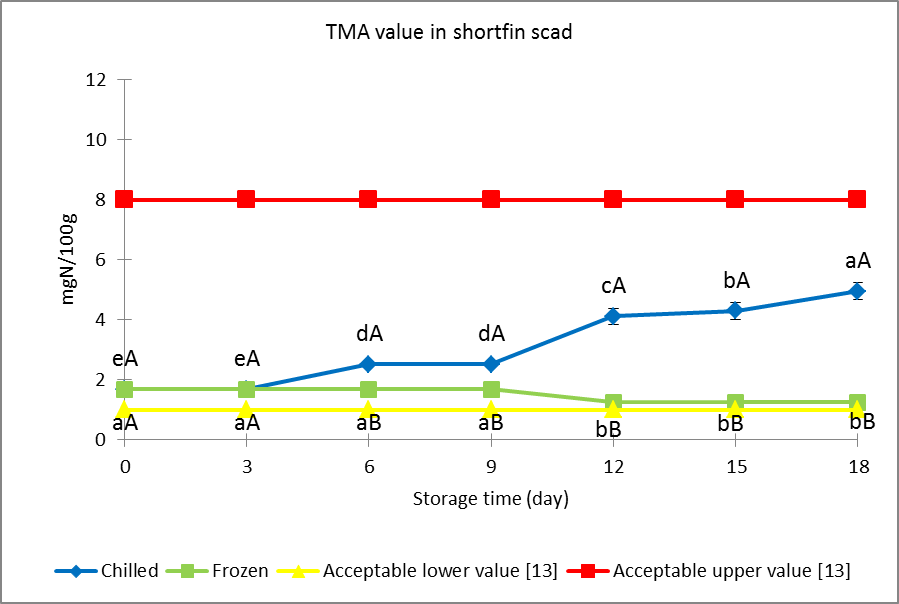 TMA value in shortfin scad
12
10
8
6
4
2
0
mgN/100g
eA eA dA dA cA bA aA
aA aA aB aB bB bB bB
0 3 6 9 12 15 18
Storage time (day)
Chilled Frozen Acceptable lower value [13] Acceptable upper value [13]